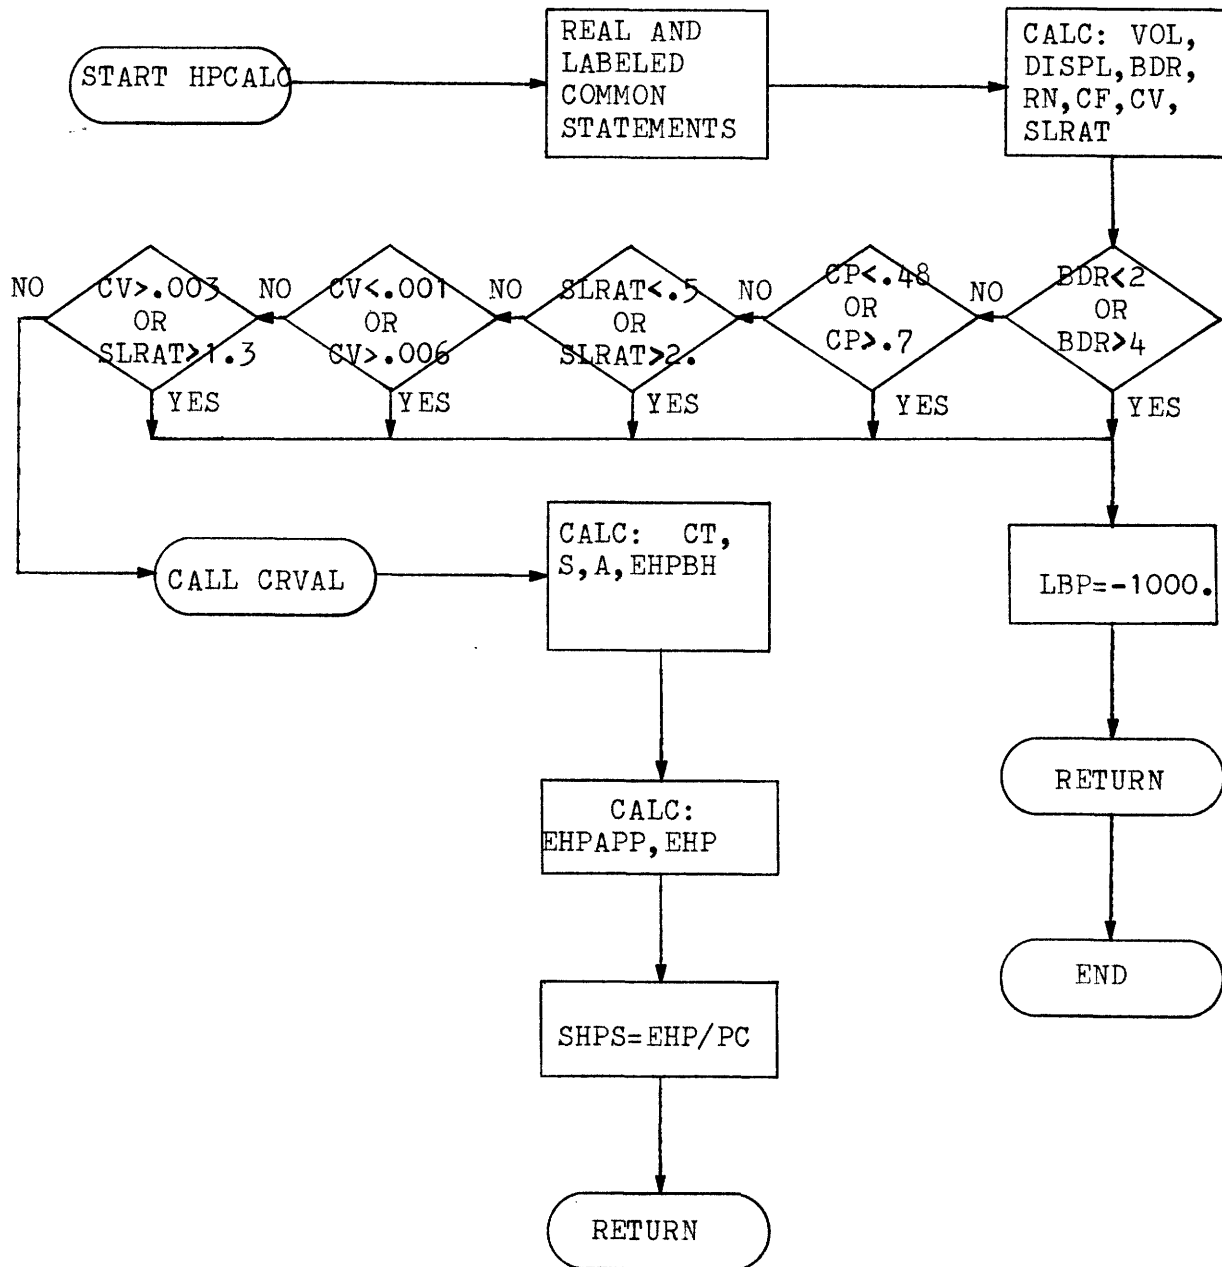 START HPCALC
REAL AND
LABELED
COMMON
STATEMENTS
CALC: VOL,
DISPL,BDR,
RN,CF,CV,
SLRAT
BDR<2
OR
BDR>4
NO
YES
CP<.48
OR
CP>.7
NO
YES
SLRAT<.5
OR
SLRAT>2.
NO
YES
CV<.001
OR
CV>.006
NO
YES
CV>.003
OR
SLRAT>1.3
NO
YES
CALL CRVAL
CALC: CT,
S,A,EHPBH
CALC:
EHPAPP,EHP
SHPS=EHP/PC
RETURN
LBP=-1000.
RETURN
END